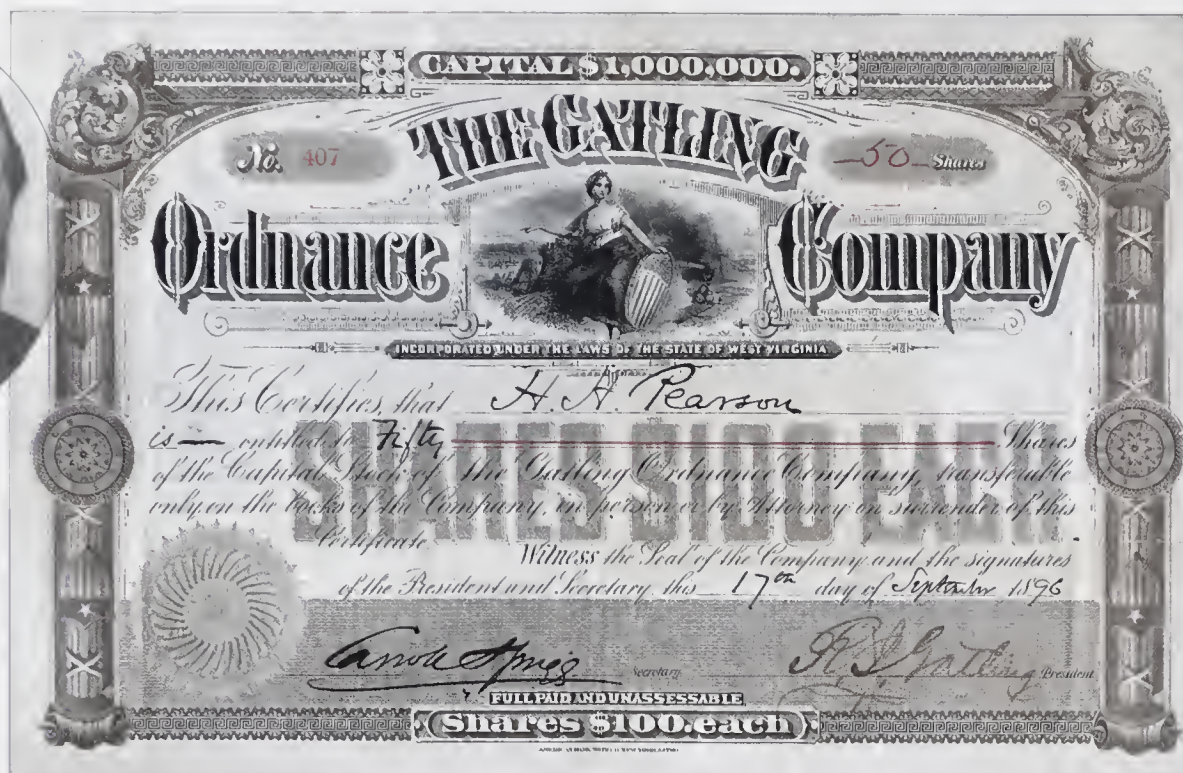 CAPITAL $1,000,000.
THE GATLING
No. 407
50 Shares
Ordnance Company
INCORPORATED UNDER THE LAWS OF THE STATE OF WEST VIRGINIA
This Certifies, that H. H. Pearson
is entitled to Fifty Shares
of the Capital Stock of the Gatling Ordnance Company, transferable
only on the Books of the Company, in person or by Attorney on surrender of this
Certificate.
Witness the Seal of the Company and the signatures
of the President and Secretary, this 17th day of September 1896
SHARES $100 EACH
Secretary
R. J. Gatling President
FULL PAID AND UNASSESSABLE
Shares $100. each